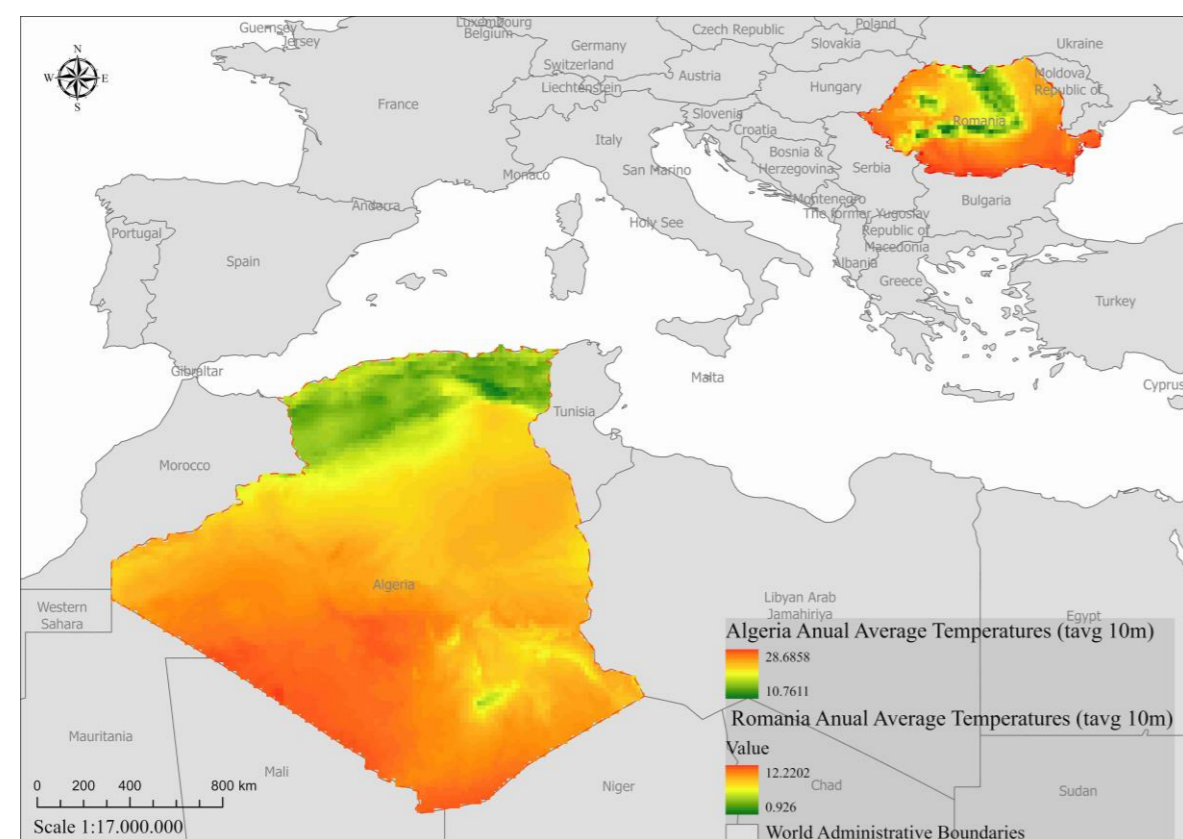 Guernsey
Jersey
Luxembourg
Belgium
Germany
Czech Republic
Poland
Slovakia
Ukraine
Switzerland
Liechtenstein
Austria
Hungary
Moldova,
Republic of
France
Slovenia
Croatia
Romania
Italy
Bosnia &
Herzegovina
Serbia
Monaco
San Marino
Andorra
Montenegro
The former Yugoslav
Republic of
Macedonia
Bulgaria
Holy See
Portugal
Spain
Albania
Greece
Turkey
Gibraltar
Malta
Cyprus
Tunisia
Morocco
Algeria
Western
Sahara
Libyan Arab
Jamahiriya
Egypt
Mauritania
Mali
Niger
Chad
Sudan
N
W
E
S
Algeria Anual Average Temperatures (tavg 10m)
28.6858
10.7611
Romania Anual Average Temperatures (tavg 10m)
Value
12.2202
0.926
World Administrative Boundaries
0 200 400 800 km
Scale 1:17.000.000